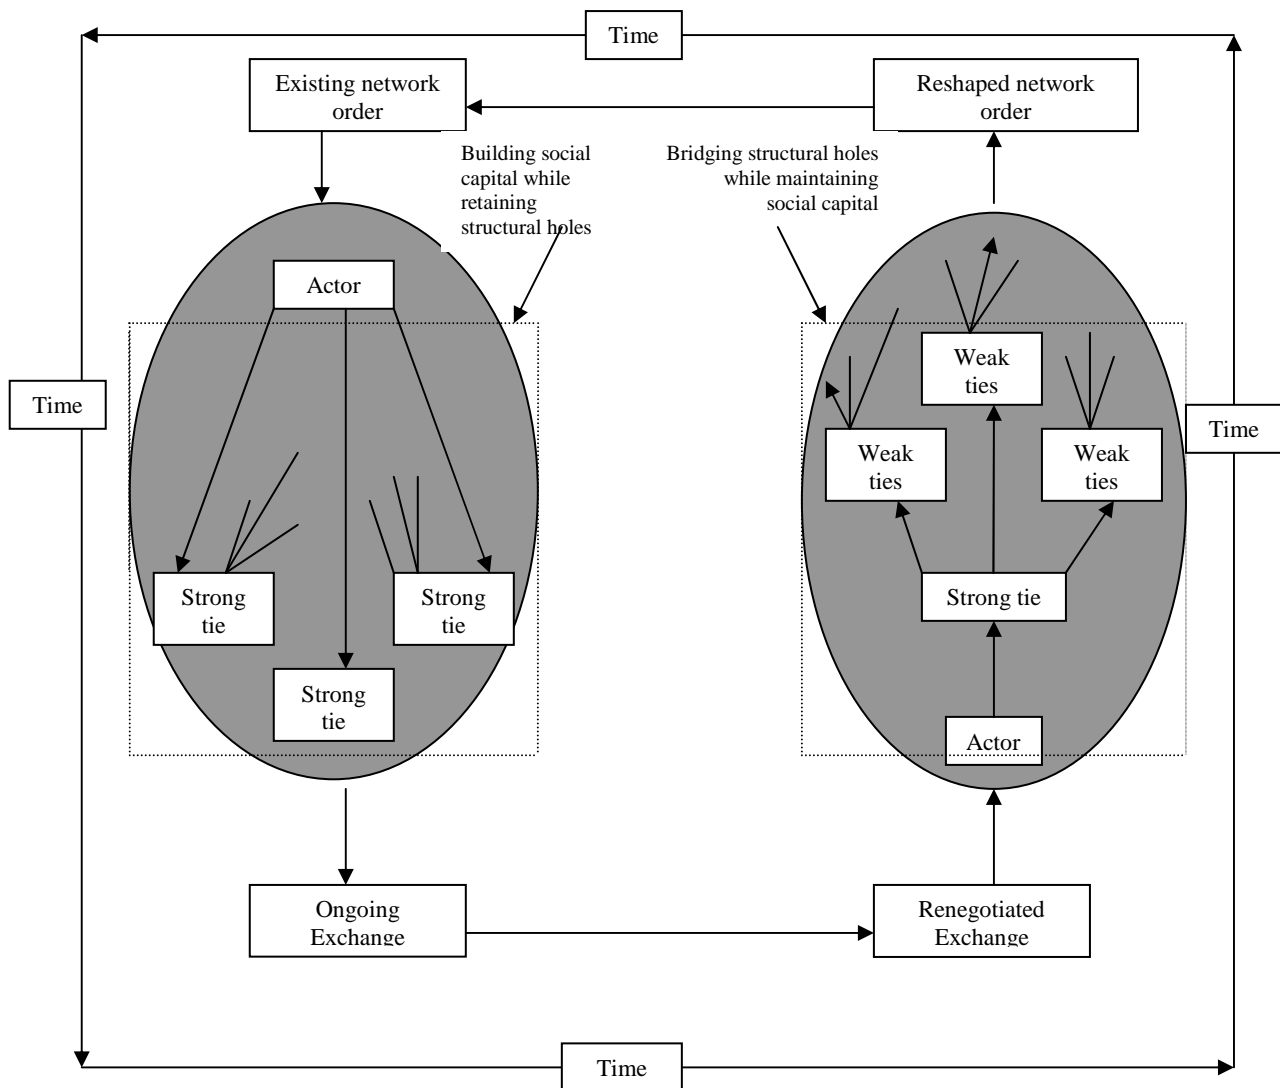 Time
Existing network
order
Reshaped network
order
Building social
capital while
retaining
structural holes
Bridging structural holes
while maintaining
social capital
Actor
Strong
tie
Strong
tie
Strong
tie
Time
Weak
ties
Weak
ties
Weak
ties
Strong tie
Actor
Time
Ongoing
Exchange
Renegotiated
Exchange
Time